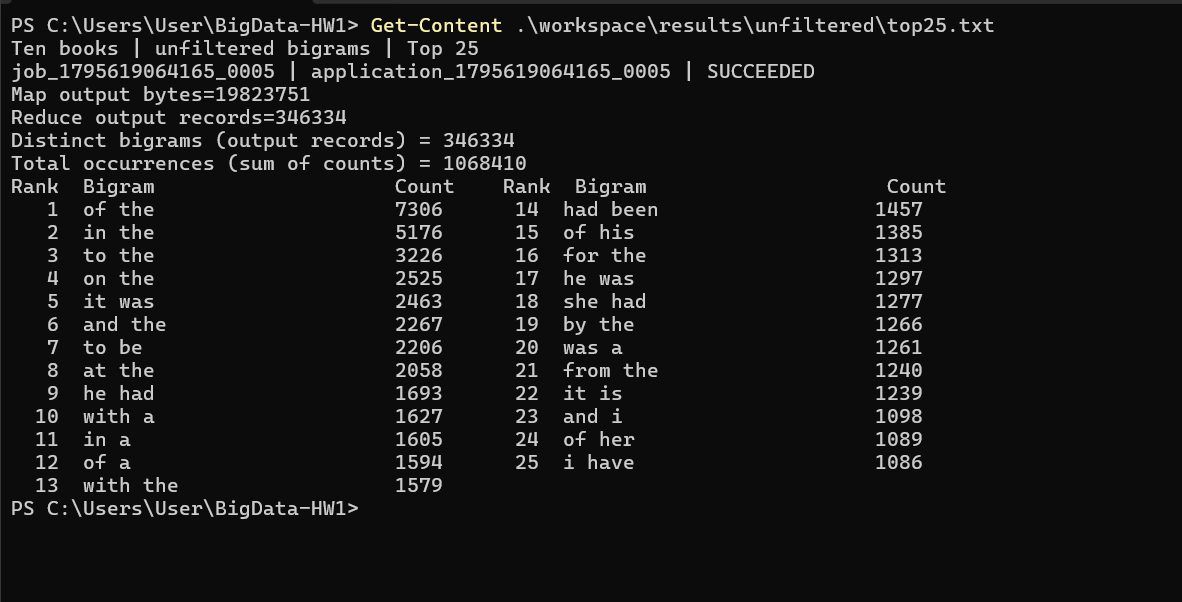 PS C:\Users\User\BigData-HW1> Get-Content .\workspace\results\unfiltered\top25.txt
Ten books | unfiltered bigrams | Top 25
job_1795619064165_0005 | application_1795619064165_0005 | SUCCEEDED
Map output bytes=19823751
Reduce output records=346334
Distinct bigrams (output records) = 346334
Total occurrences (sum of counts) = 1068410
Rank  Bigram                    Count    Rank  Bigram                    Count
   1  of the                    7306      14  had been                  1457
   2  in the                    5176      15  of his                    1385
   3  to the                    3226      16  for the                   1313
   4  on the                    2525      17  he was                    1297
   5  it was                    2463      18  she had                   1277
   6  and the                   2267      19  by the                    1266
   7  to be                     2206      20  was a                     1261
   8  at the                    2058      21  from the                  1240
   9  he had                    1693      22  it is                     1239
  10  with a                    1627      23  and i                     1098
  11  in a                      1605      24  of her                    1089
  12  of a                      1594      25  i have                    1086
  13  with the                  1579
PS C:\Users\User\BigData-HW1>